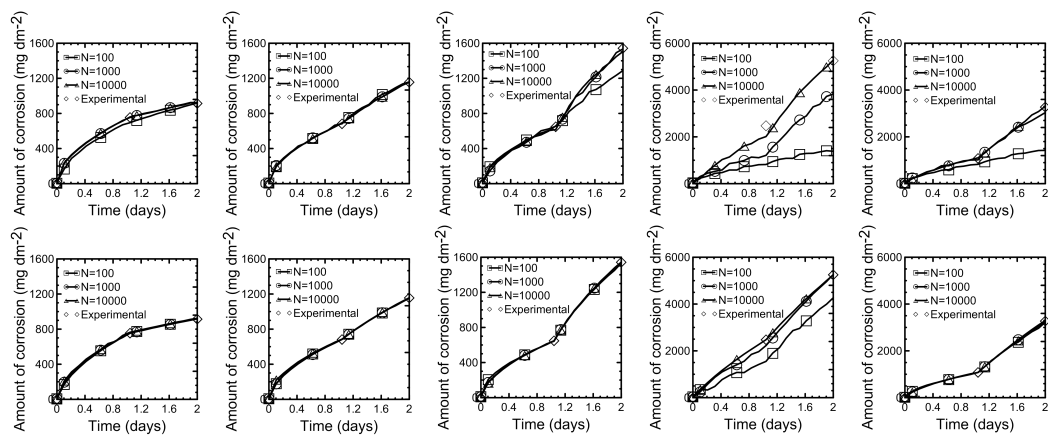 Amount of corrosion (mg dm-2)
1600
1200
800
400
0
N=100
N=1000
N=10000
Experimental
0 0.4 0.8 1.2 1.6 2
Time (days)
Amount of corrosion (mg dm-2)
1600
1200
800
400
0
N=100
N=1000
N=10000
Experimental
0 0.4 0.8 1.2 1.6 2
Time (days)
Amount of corrosion (mg dm-2)
1600
1200
800
400
0
N=100
N=1000
N=10000
Experimental
0 0.4 0.8 1.2 1.6 2
Time (days)
Amount of corrosion (mg dm-2)
6000
4000
2000
0
N=100
N=1000
N=10000
Experimental
0 0.4 0.8 1.2 1.6 2
Time (days)
Amount of corrosion (mg dm-2)
6000
4000
2000
0
N=100
N=1000
N=10000
Experimental
0 0.4 0.8 1.2 1.6 2
Time (days)
Amount of corrosion (mg dm-2)
1600
1200
800
400
0
N=100
N=1000
N=10000
Experimental
0 0.4 0.8 1.2 1.6 2
Time (days)
Amount of corrosion (mg dm-2)
1600
1200
800
400
0
N=100
N=1000
N=10000
Experimental
0 0.4 0.8 1.2 1.6 2
Time (days)
Amount of corrosion (mg dm-2)
1600
1200
800
400
0
N=100
N=1000
N=10000
Experimental
0 0.4 0.8 1.2 1.6 2
Time (days)
Amount of corrosion (mg dm-2)
6000
4000
2000
0
N=100
N=1000
N=10000
Experimental
0 0.4 0.8 1.2 1.6 2
Time (days)
Amount of corrosion (mg dm-2)
6000
4000
2000
0
N=100
N=1000
N=10000
Experimental
0 0.4 0.8 1.2 1.6 2
Time (days)